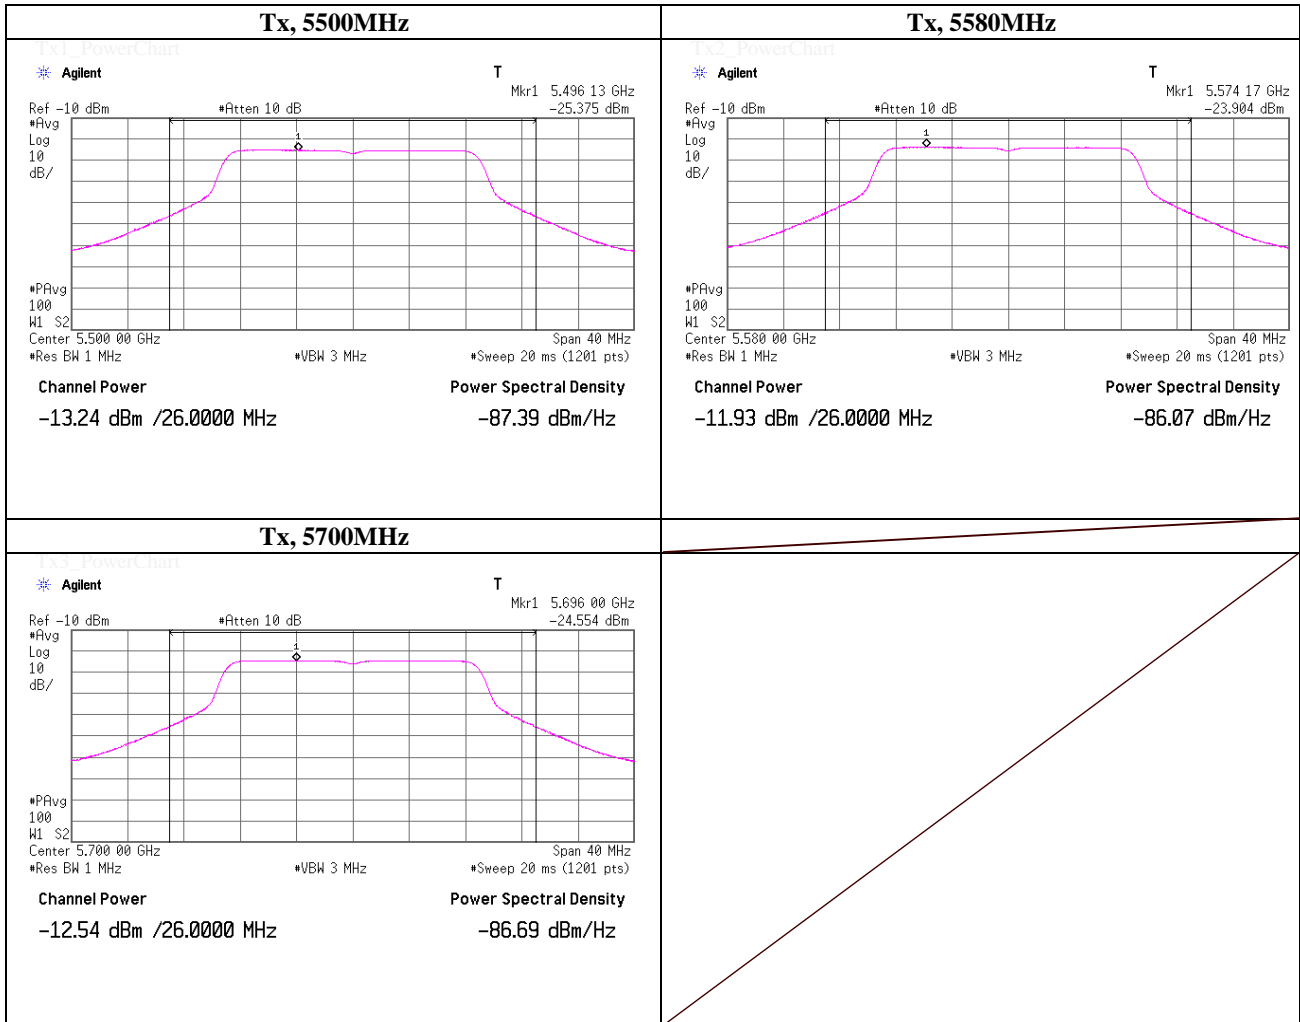 Tx, 5500MHz
Tx1_PowerChart
Agilent
T
Mkr1 5.496 13 GHz
Ref -10 dBm #Atten 10 dB -25.375 dBm
#Avg
Log
10
dB/
1
#PAvg
100
W1 S2
Center 5.500 00 GHz Span 40 MHz
#Res BW 1 MHz #VBW 3 MHz #Sweep 20 ms (1201 pts)
Channel Power Power Spectral Density
-13.24 dBm /26.0000 MHz -87.39 dBm/Hz
Tx, 5580MHz
Tx2_PowerChart
Agilent
T
Mkr1 5.574 17 GHz
Ref -10 dBm #Atten 10 dB -23.904 dBm
#Avg
Log
10
dB/
1
#PAvg
100
W1 S2
Center 5.580 00 GHz Span 40 MHz
#Res BW 1 MHz #VBW 3 MHz #Sweep 20 ms (1201 pts)
Channel Power Power Spectral Density
-11.93 dBm /26.0000 MHz -86.07 dBm/Hz
Tx, 5700MHz
Tx3_PowerChart
Agilent
T
Mkr1 5.696 00 GHz
Ref -10 dBm #Atten 10 dB -24.554 dBm
#Avg
Log
10
dB/
1
#PAvg
100
W1 S2
Center 5.700 00 GHz Span 40 MHz
#Res BW 1 MHz #VBW 3 MHz #Sweep 20 ms (1201 pts)
Channel Power Power Spectral Density
-12.54 dBm /26.0000 MHz -86.69 dBm/Hz